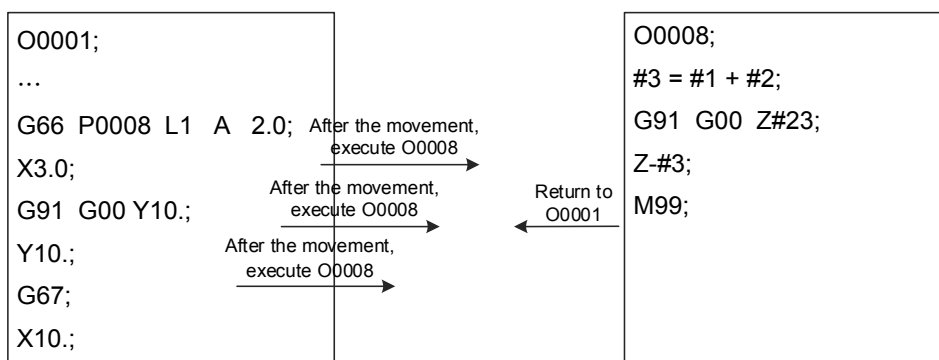 O0001;
...
G66 P0008 L1 A 2.0;
X3.0;
G91 G00 Y10.;
Y10.;
G67;
X10.;
After the movement,
execute O0008
After the movement,
execute O0008
After the movement,
execute O0008
Return to
O0001
O0008;
#3 = #1 + #2;
G91 G00 Z#23;
Z-#3;
M99;